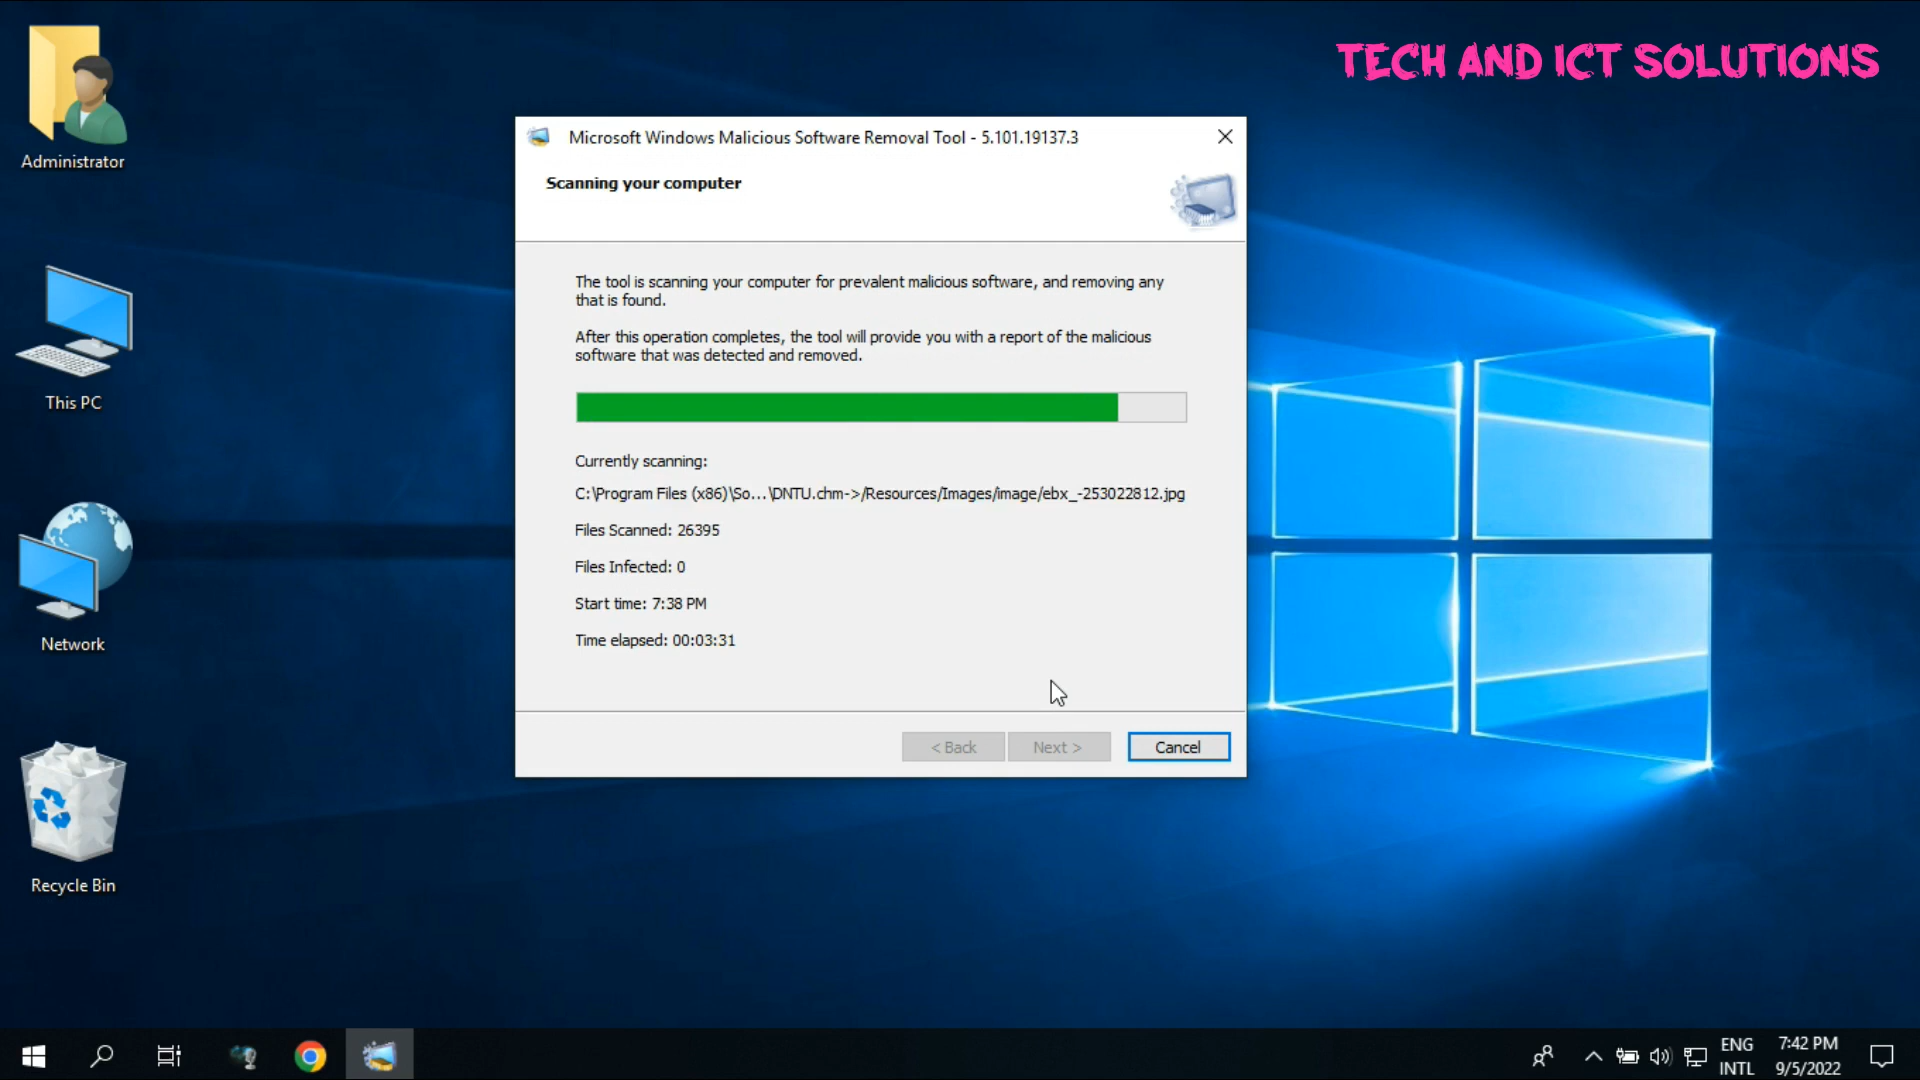 TECH AND ICT SOLUTIONS
Administrator
This PC
Network
Recycle Bin
Microsoft Windows Malicious Software Removal Tool - 5.101.19137.3
Scanning your computer
The tool is scanning your computer for prevalent malicious software, and removing any
that is found.
After this operation completes, the tool will provide you with a report of the malicious
software that was detected and removed.
Currently scanning:
C:\Program Files (x86)\So...\DNTU.chm->/Resources/Images/image/ebx_-253022812.jpg
Files Scanned: 26395
Files Infected: 0
Start time: 7:38 PM
Time elapsed: 00:03:31
< Back
Next >
Cancel
ENG
INTL
7:42 PM
9/5/2022